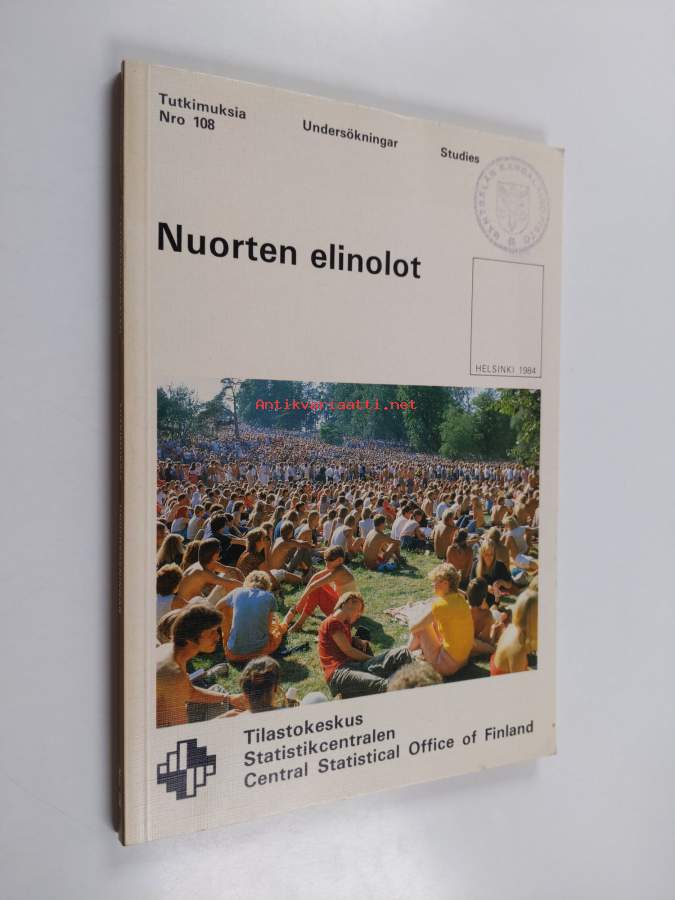 Tutkimuksia
Nro 108
Undersökningar
Studies
Nuorten elinolot
HELSINKI 1984
Antikvariaatti.net
Tilastokeskus
Statistikcentralen
Central Statistical Office of Finland